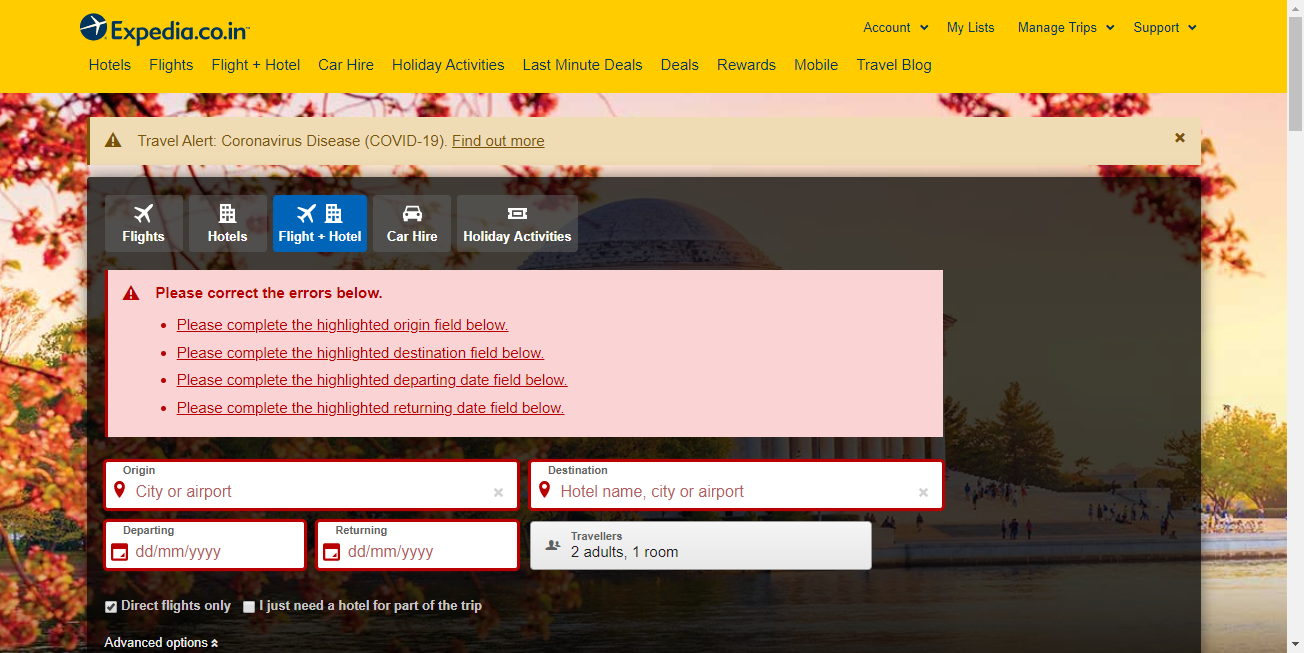 Expedia.co.in
Account My Lists Manage Trips Support
Hotels Flights Flight + Hotel Car Hire Holiday Activities Last Minute Deals Deals Rewards Mobile Travel Blog
Travel Alert: Coronavirus Disease (COVID-19). Find out more
Flights Hotels Flight + Hotel Car Hire Holiday Activities
Please correct the errors below.
Please complete the highlighted origin field below.
Please complete the highlighted destination field below.
Please complete the highlighted departing date field below.
Please complete the highlighted returning date field below.
Origin Destination
City or airport Hotel name, city or airport
Departing Returning Travellers
dd/mm/yyyy dd/mm/yyyy 2 adults, 1 room
Direct flights only I just need a hotel for part of the trip
Advanced options